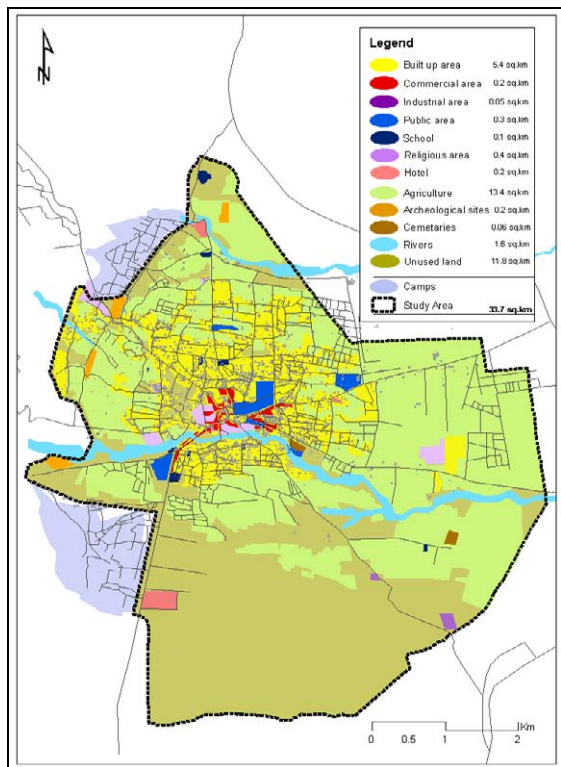 N
Legend
Built up area 5.4 sq.km
Commercial area 0.2 sq.km
Industrial area 0.05 sq.km
Public area 0.3 sq.km
School 0.1 sq.km
Religious area 0.4 sq.km
Hotel 0.2 sq.km
Agriculture 13.4 sq.km
Archeological sites 0.2 sq.km
Cemetaries 0.06 sq.km
Rivers 1.6 sq.km
Unused land 11.8 sq.km
Camps
Study Area 33.7 sq.km
Km
0 0.5 1 2